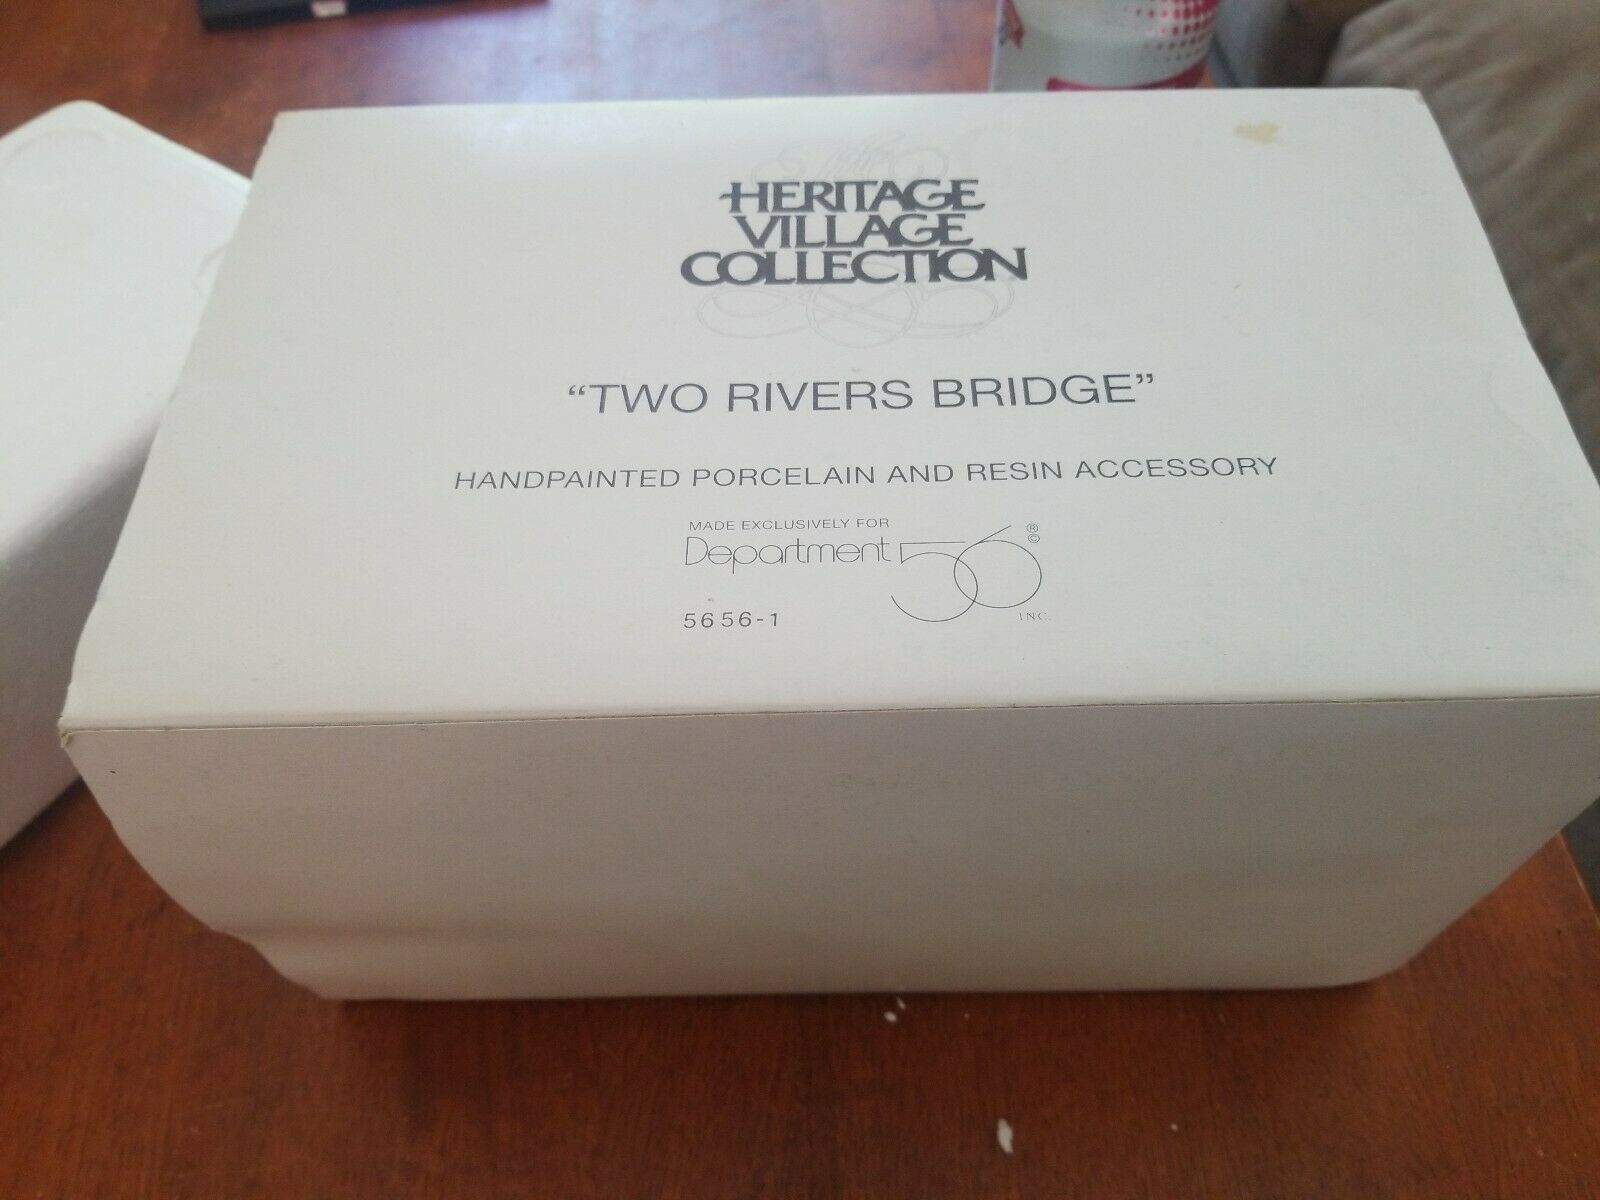 The
HERITAGE
VILLAGE
COLLECTION
“TWO RIVERS BRIDGE”
HANDPAINTED PORCELAIN AND RESIN ACCESSORY
MADE EXCLUSIVELY FOR
Department 56 ® ©
INC.
5656-1